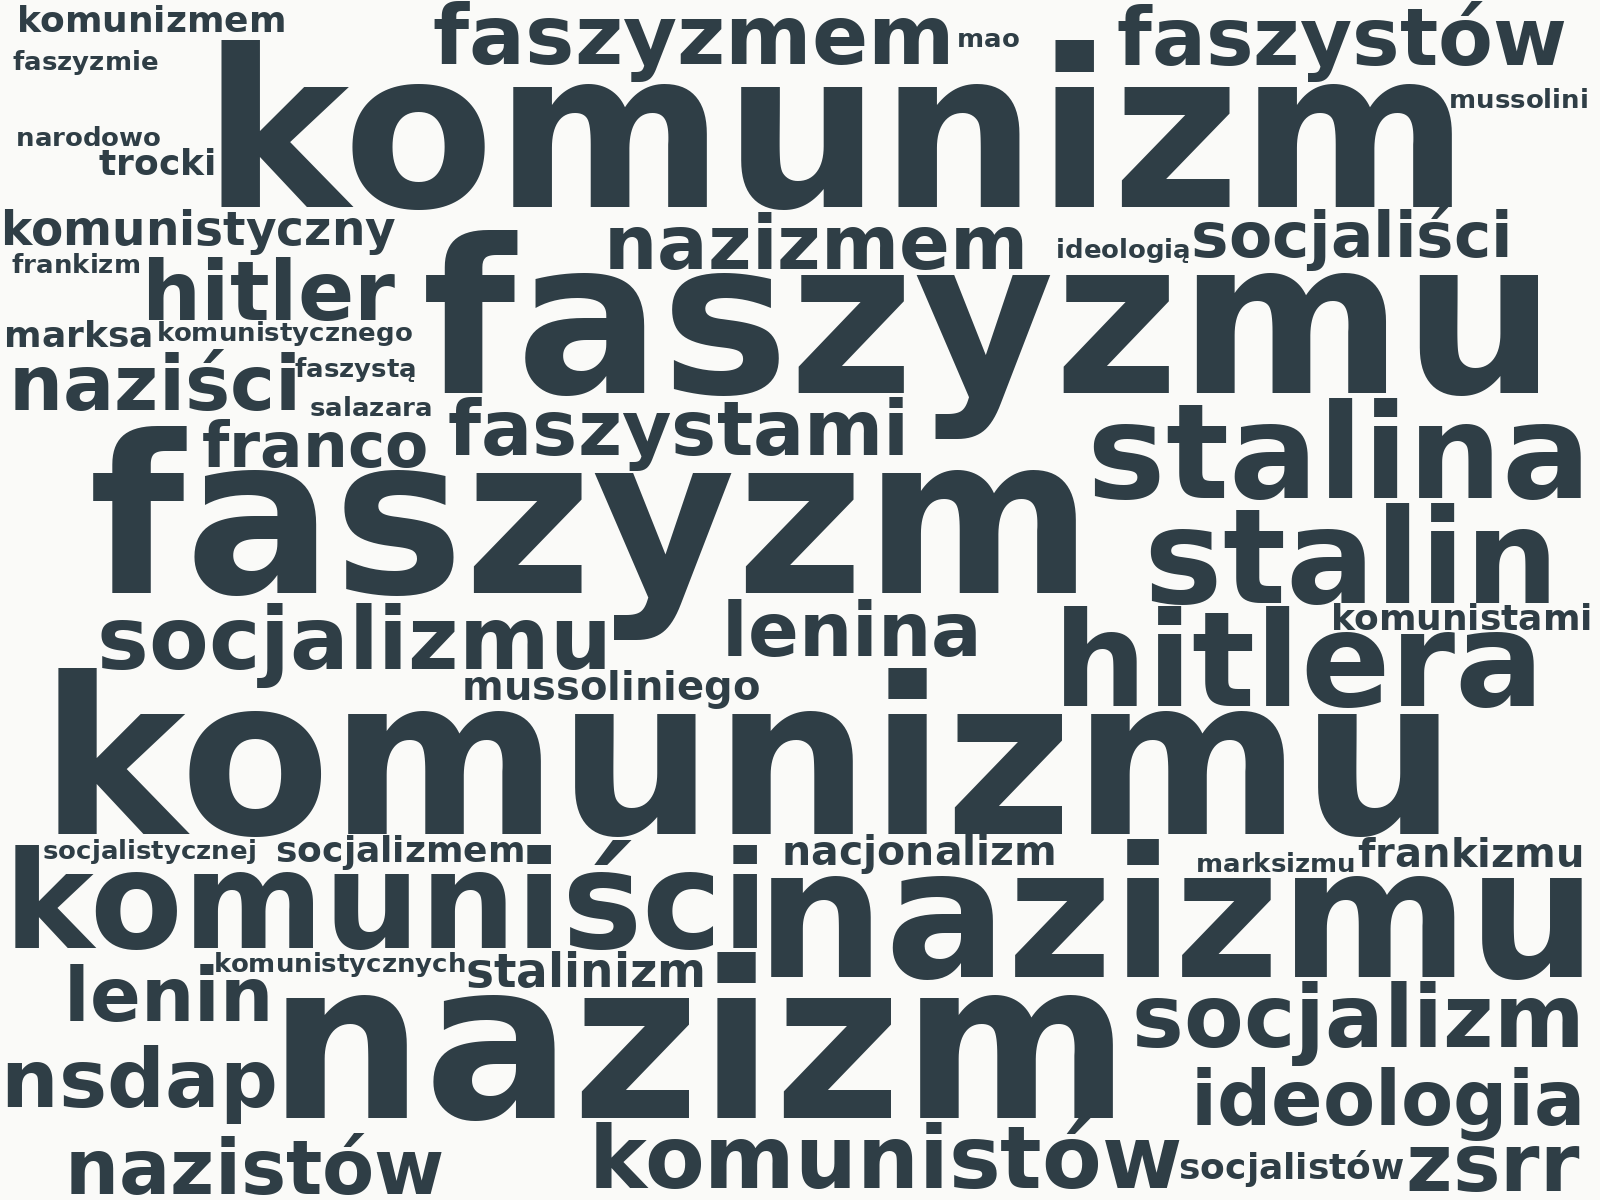 komunizmem
faszyzmem
mao
faszystów
faszyzmie
komunizm
mussolini
narodowo
trocki
komunistyczny
nazizmem
ideologią
socjaliści
frankizm
hitler
faszyzmu
marksa
komunistycznego
naziści
faszystą
salazara
franco
faszystami
stalina
faszyzm
stalin
socjalizmu
lenina
hitlera
komunistami
mussoliniego
komunizmu
socjalistycznej
socjalizmem
nacjonalizm
marksizmu
frankizmu
komuniści
nazizmu
lenin
komunistycznych
stalinizm
nazizm
socjalizm
nsdap
ideologia
nazistów
komunistów
socjalistów
zsrr